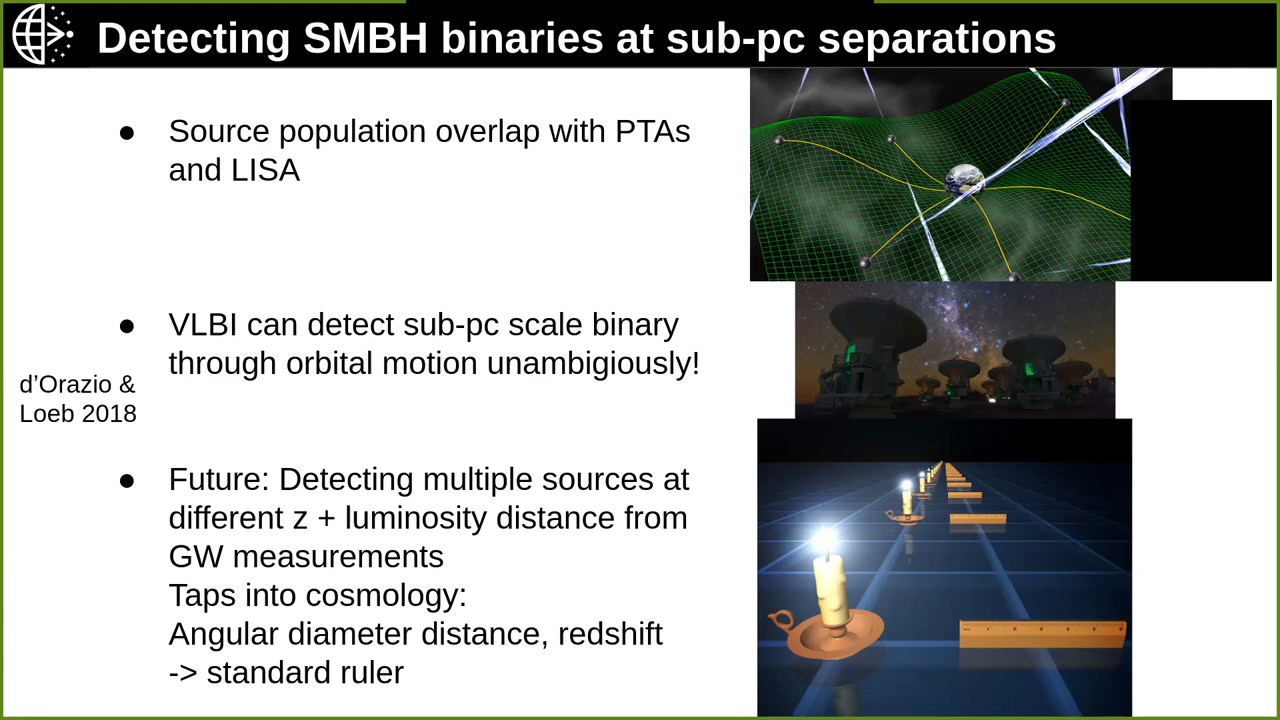 Detecting SMBH binaries at sub-pc separations
● Source population overlap with PTAs
and LISA
● VLBI can detect sub-pc scale binary
through orbital motion unambigiously!
d’Orazio &
Loeb 2018
● Future: Detecting multiple sources at
different z + luminosity distance from
GW measurements
Taps into cosmology:
Angular diameter distance, redshift
-> standard ruler